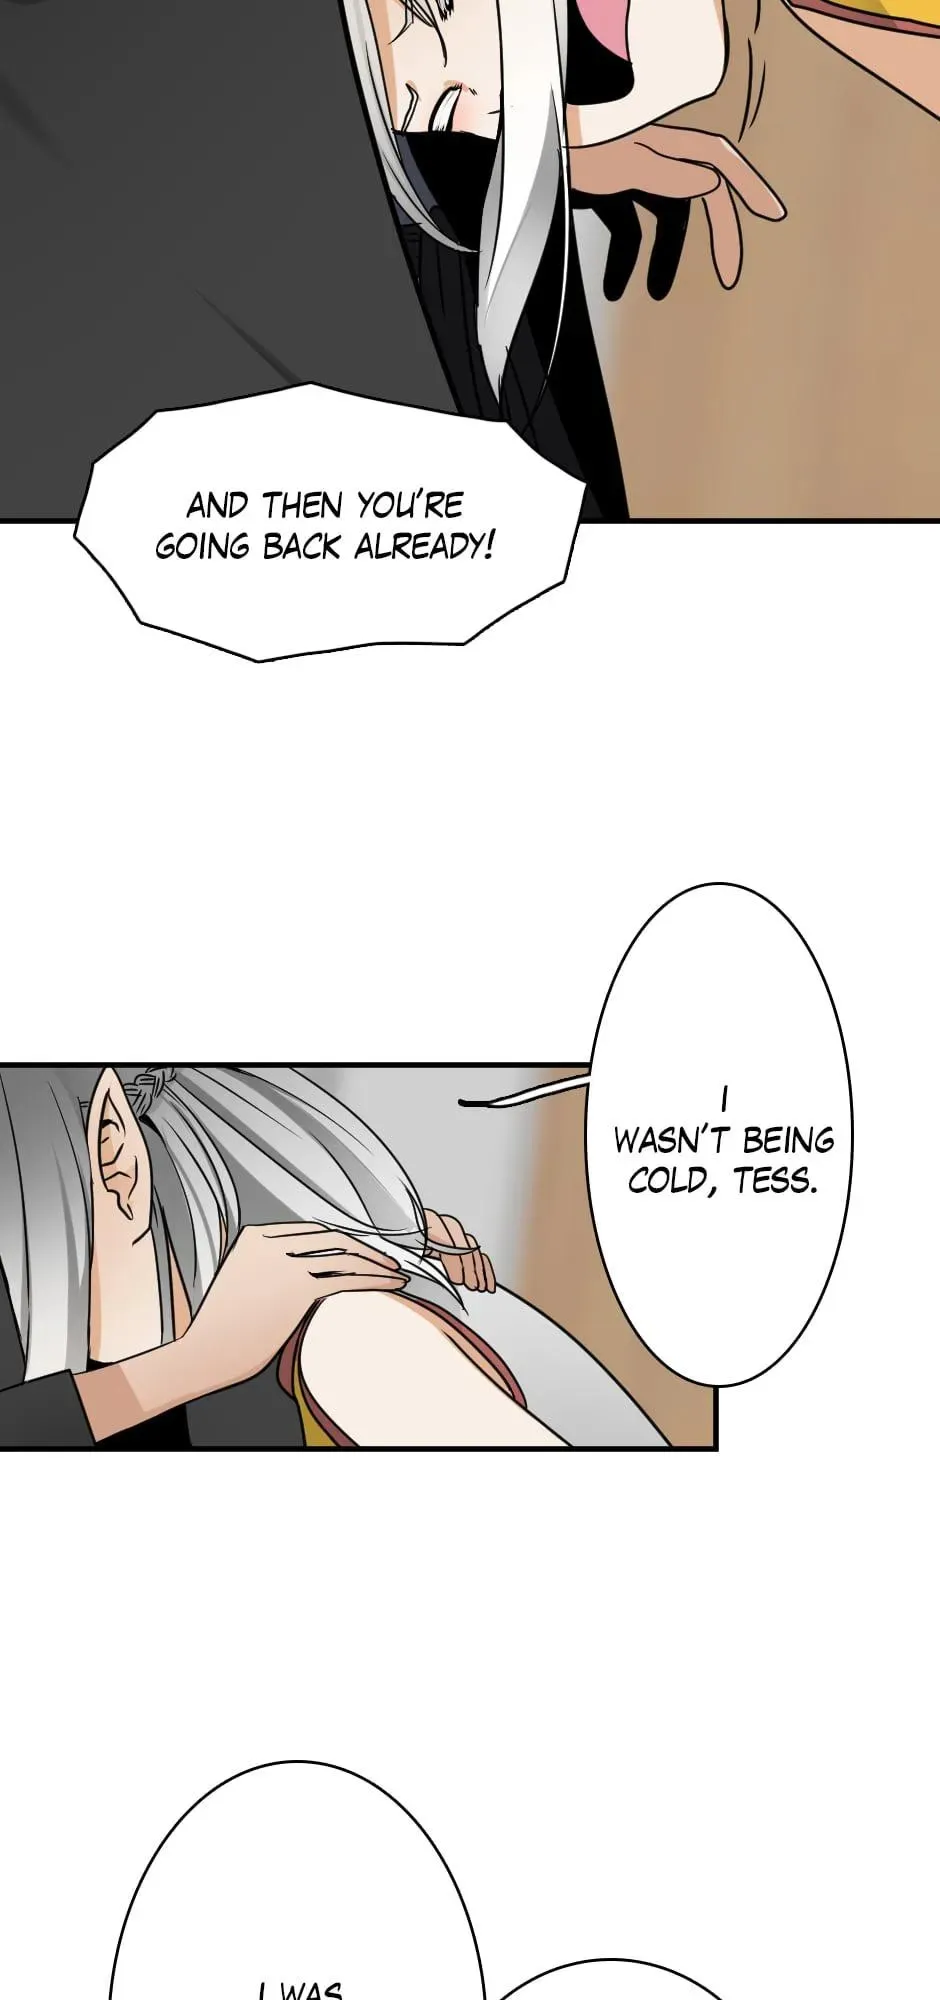 AND THEN YOU'RE
GOING BACK ALREADY!
I
WASN'T BEING
COLD, TESS.
I WAS